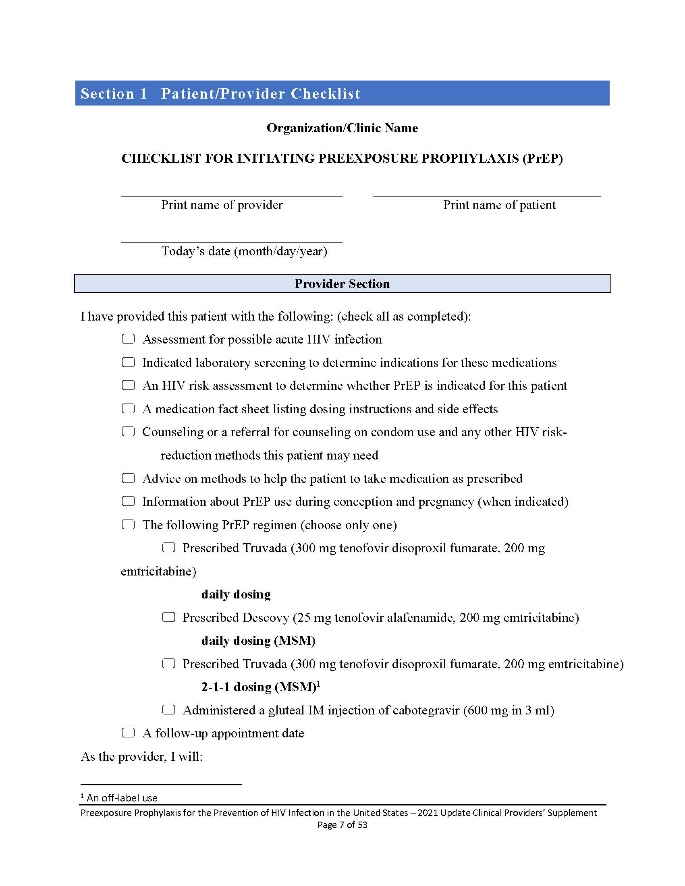 Section 1 Patient/Provider Checklist
Organization/Clinic Name
CHECKLIST FOR INITIATING PREEXPOSURE PROPHYLAXIS (PrEP)
Print name of provider Print name of patient
Today's date (month/day/year)
Provider Section
I have provided this patient with the following: (check all as completed):
Assessment for possible acute HIV infection
Indicated laboratory screening to determine indications for these medications
An HIV risk assessment to determine whether PrEP is indicated for this patient
A medication fact sheet listing dosing instructions and side effects
Counseling or a referral for counseling on condom use and any other HIV risk-
reduction methods this patient may need
Advice on methods to help the patient to take medication as prescribed
Information about PrEP use during conception and pregnancy (when indicated)
The following PrEP regimen (choose only one)
Prescribed Truvada (300 mg tenofovir disoproxil fumarate, 200 mg
emtricitabine)
daily dosing
Prescribed Descovy (25 mg tenofovir alafenamide, 200 mg emtricitabine)
daily dosing (MSM)
Prescribed Truvada (300 mg tenofovir disoproxil fumarate, 200 mg emtricitabine)
2-1-1 dosing (MSM)¹
Administered a gluteal IM injection of cabotegravir (600 mg in 3 ml)
A follow-up appointment date
As the provider, I will:
¹ An off-label use
Preexposure Prophylaxis for the Prevention of HIV Infection in the United States – 2021 Update Clinical Providers' Supplement
Page 7 of 53